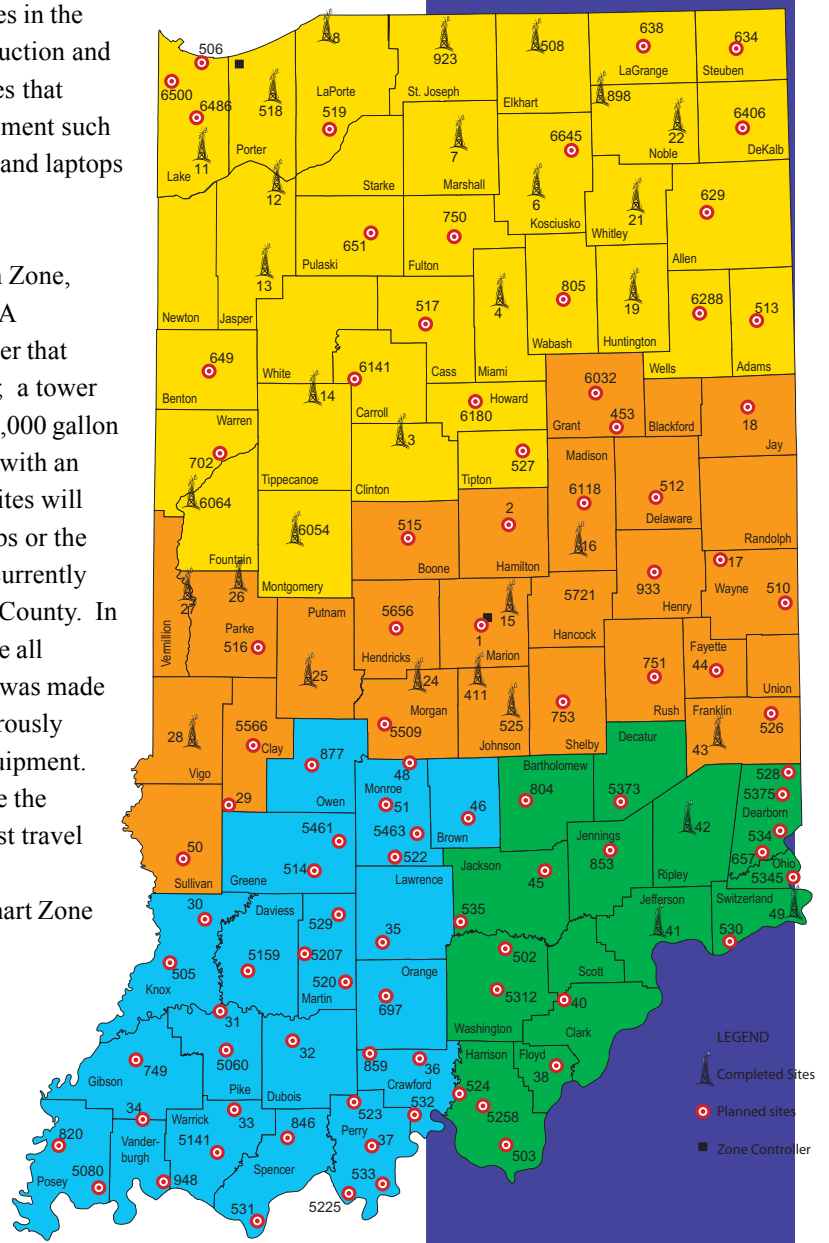 es in the
uction and
es that
ment such
and laptops
n Zone,
A
er that
; a tower
,000 gallon
with an
ites will
os or the
urrently
County. In
e all
was made
rously
uipment.
e the
st travel
art Zone
506
8
638
634
923
508
LaGrange
Steuben
6500
LaPorte
St. Joseph
Elkhart
6486
518
519
898
6406
Porter
7
6645
22
Noble
DeKalb
11
Lake
12
Starke
Marshall
6
Kosciusko
21
Whitley
629
Allen
651
750
Pulaski
Fulton
13
4
805
19
6288
513
Newton
Jasper
517
Wabash
Huntington
Wells
Adams
649
White
6141
Cass
Miami
Benton
14
Carroll
Howard
6180
6032
Grant
453
Blackford
18
Jay
Warren
702
3
527
Madison
Tippecanoe
Clinton
Tipton
6064
6118
512
Delaware
Randolph
6054
515
2
16
Fountain
Boone
Hamilton
Montgomery
17
Wayne
26
27
933
Henry
510
Vermillion
Parke
516
Putnam
5656
Hendricks
15
1
Marion
5721
Hancock
Fayette
44
Union
25
24
Morgan
411
525
751
Rush
5509
Johnson
753
Shelby
Franklin
526
43
28
Vigo
5566
Clay
877
Owen
48
Monroe
51
Bartholomew
804
Decatur
5373
528
5375
Dearborn
29
46
Brown
42
534
657
Ohio
5345
50
Sullivan
5461
514
Greene
5463
522
Lawrence
Jackson
45
Jennings
853
Ripley
30
Daviess
529
535
Jefferson
41
Switzerland
49
530
505
Knox
5159
5207
35
502
Scott
520
Martin
Orange
697
5312
Washington
40
Clark
31
749
Gibson
5060
Pike
32
Dubois
859
36
Crawford
Harrison
Floyd
38
LEGEND
Completed Sites
34
Warrick
33
846
523
532
524
5258
Planned sites
820
Vander-
burgh
5141
Perry
37
503
Zone Controller
Posey
5080
948
Spencer
533
5225
531